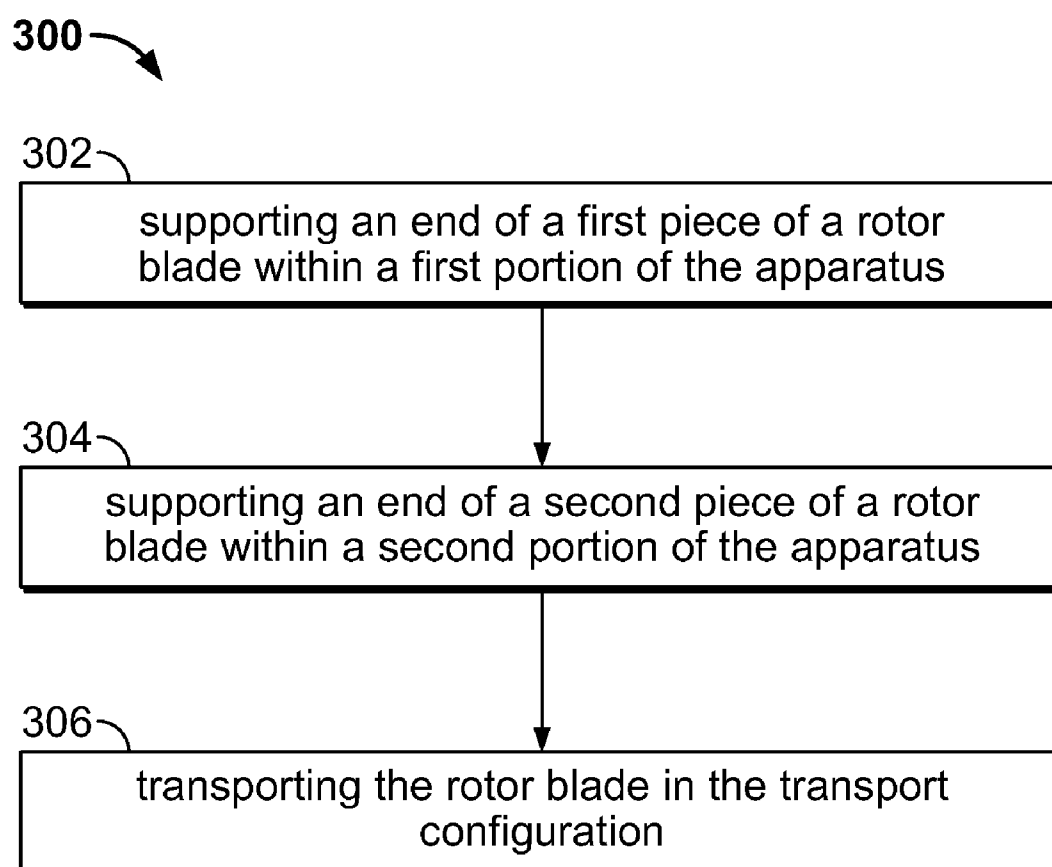 300
302
supporting an end of a first piece of a rotor
blade within a first portion of the apparatus
304
supporting an end of a second piece of a rotor
blade within a second portion of the apparatus
306
transporting the rotor blade in the transport
configuration